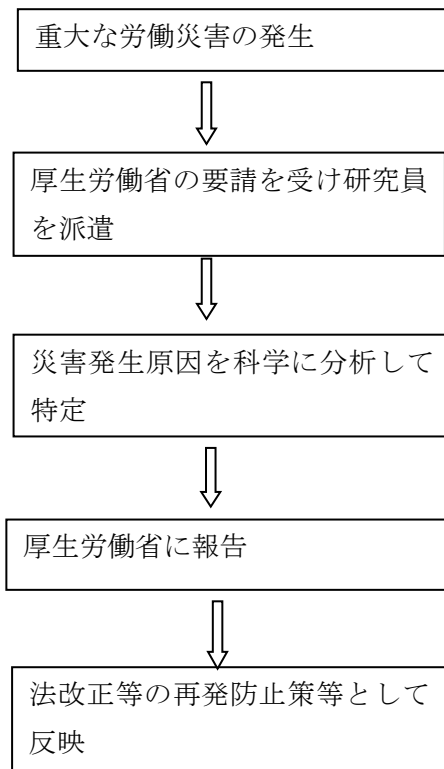 重大な労働災害の発生
厚生労働省の要請を受け研究員
を派遣
災害発生原因を科学に分析して
特定
厚生労働省に報告
法改正等の再発防止策等として
反映